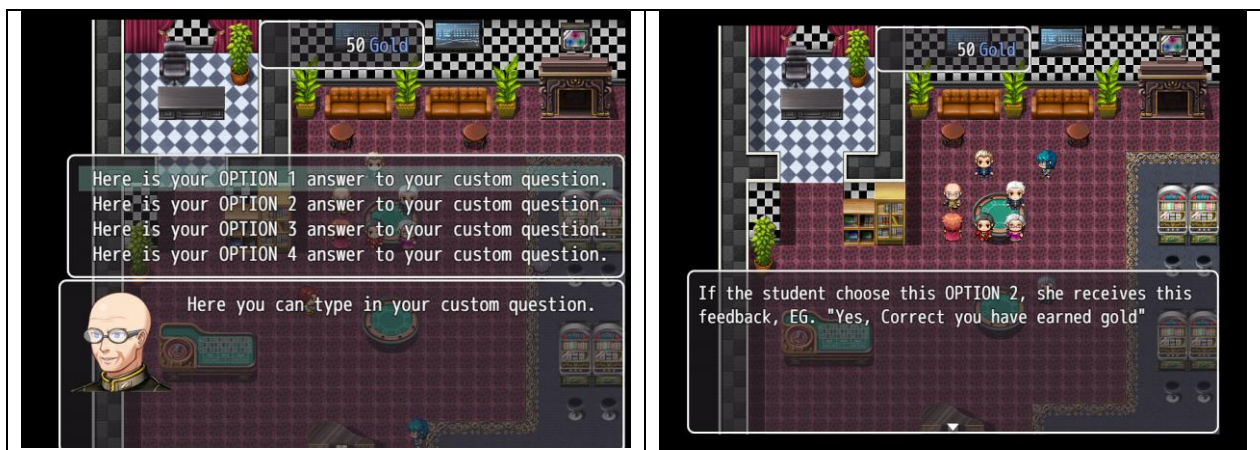 50 Gold
Here is your OPTION 1 answer to your custom question.
Here is your OPTION 2 answer to your custom question.
Here is your OPTION 3 answer to your custom question.
Here is your OPTION 4 answer to your custom question.
Here you can type in your custom question.
50 Gold
If the student choose this OPTION 2, she receives this
feedback, EG. "Yes, Correct you have earned gold"